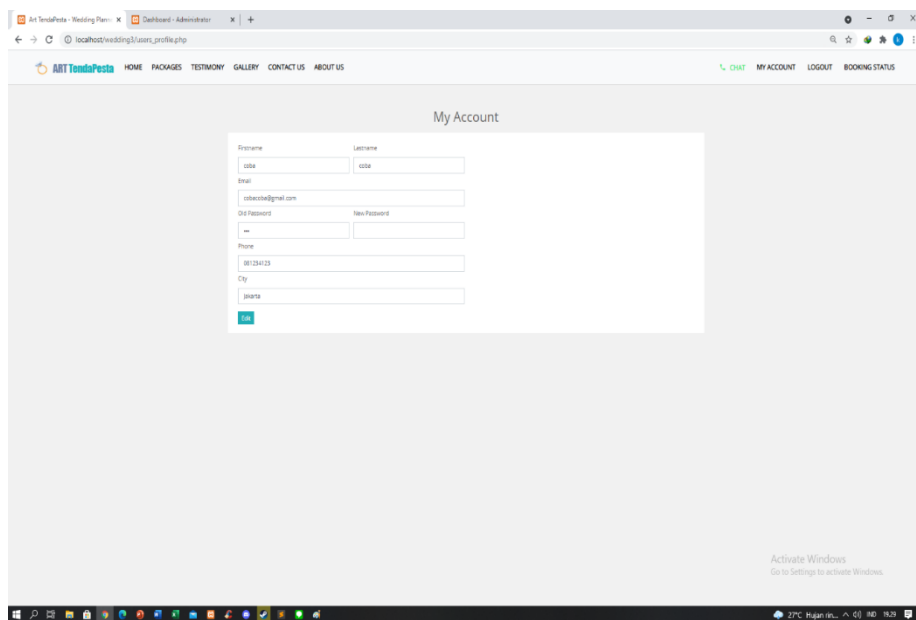 Art TendaPesta - Wedding Plann
Dashboard - Administrator
localhost/wedding3/users_profile.php
ART TendaPesta HOME PACKAGES TESTIMONY GALLERY CONTACT US ABOUT US
CHAT MY ACCOUNT LOGOUT BOOKING STATUS
My Account
Firstname Lastname
coba coba
Email
cobacoba@gmail.com
Old Password New Password
Phone
City
jakarta
Edit
Activate Windows
Go to Settings to activate Windows.
27°C Hujan rin... IND 19.29